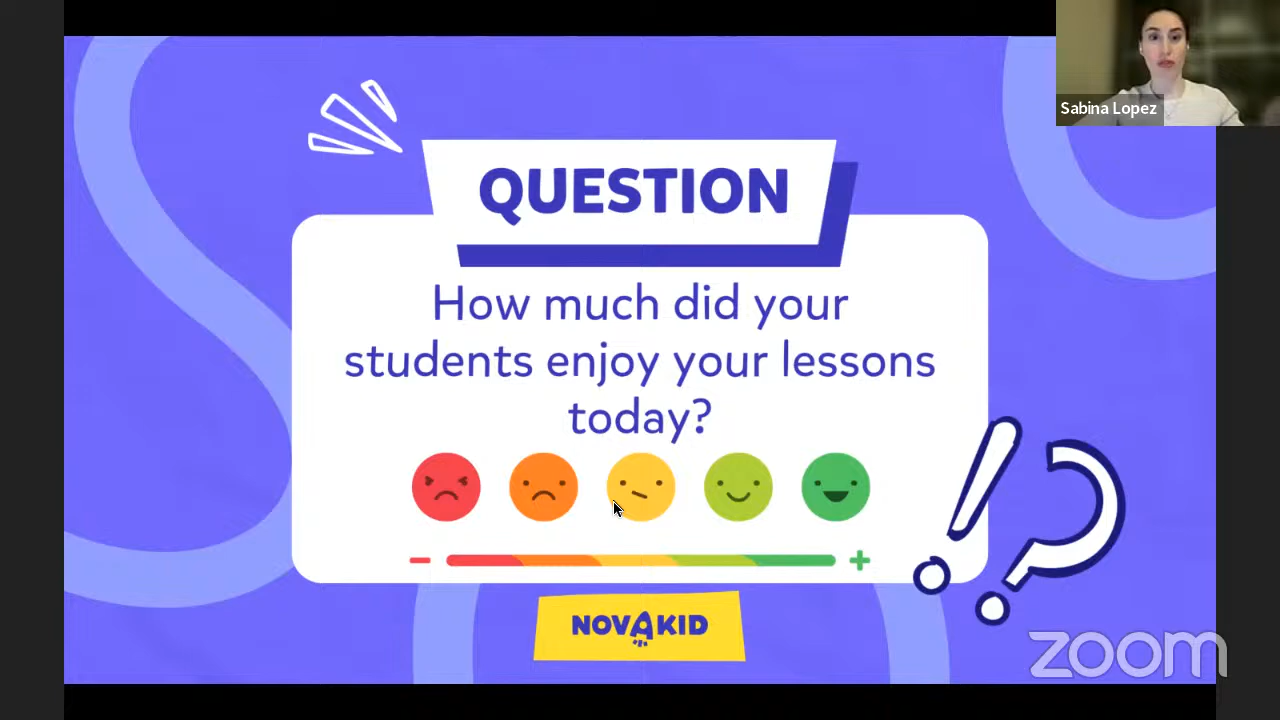 Sabina Lopez
QUESTION
How much did your
students enjoy your lessons
today?
NOVAKID
zoom